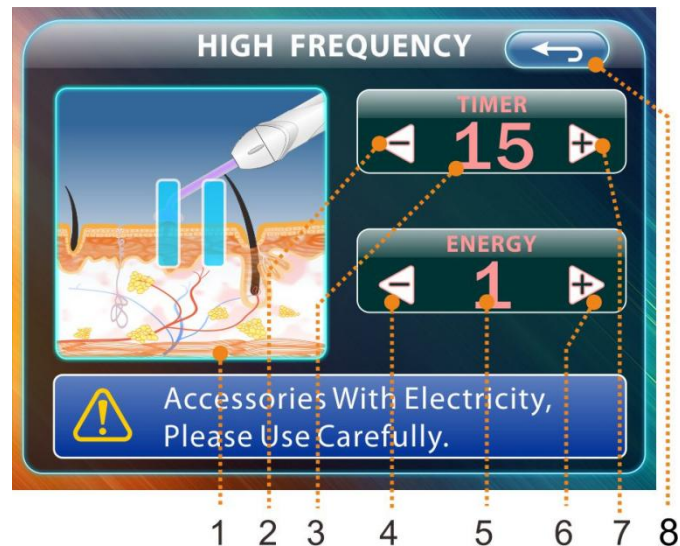 HIGH FREQUENCY
TIMER
− 15 +
ENERGY
− 1 +
Accessories With Electricity,
Please Use Carefully.
1 2 3 4 5 6 7 8